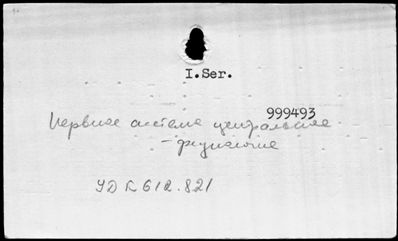 I.Ser.
999493
Нервная система центральная
– физиология
УДК 612.821